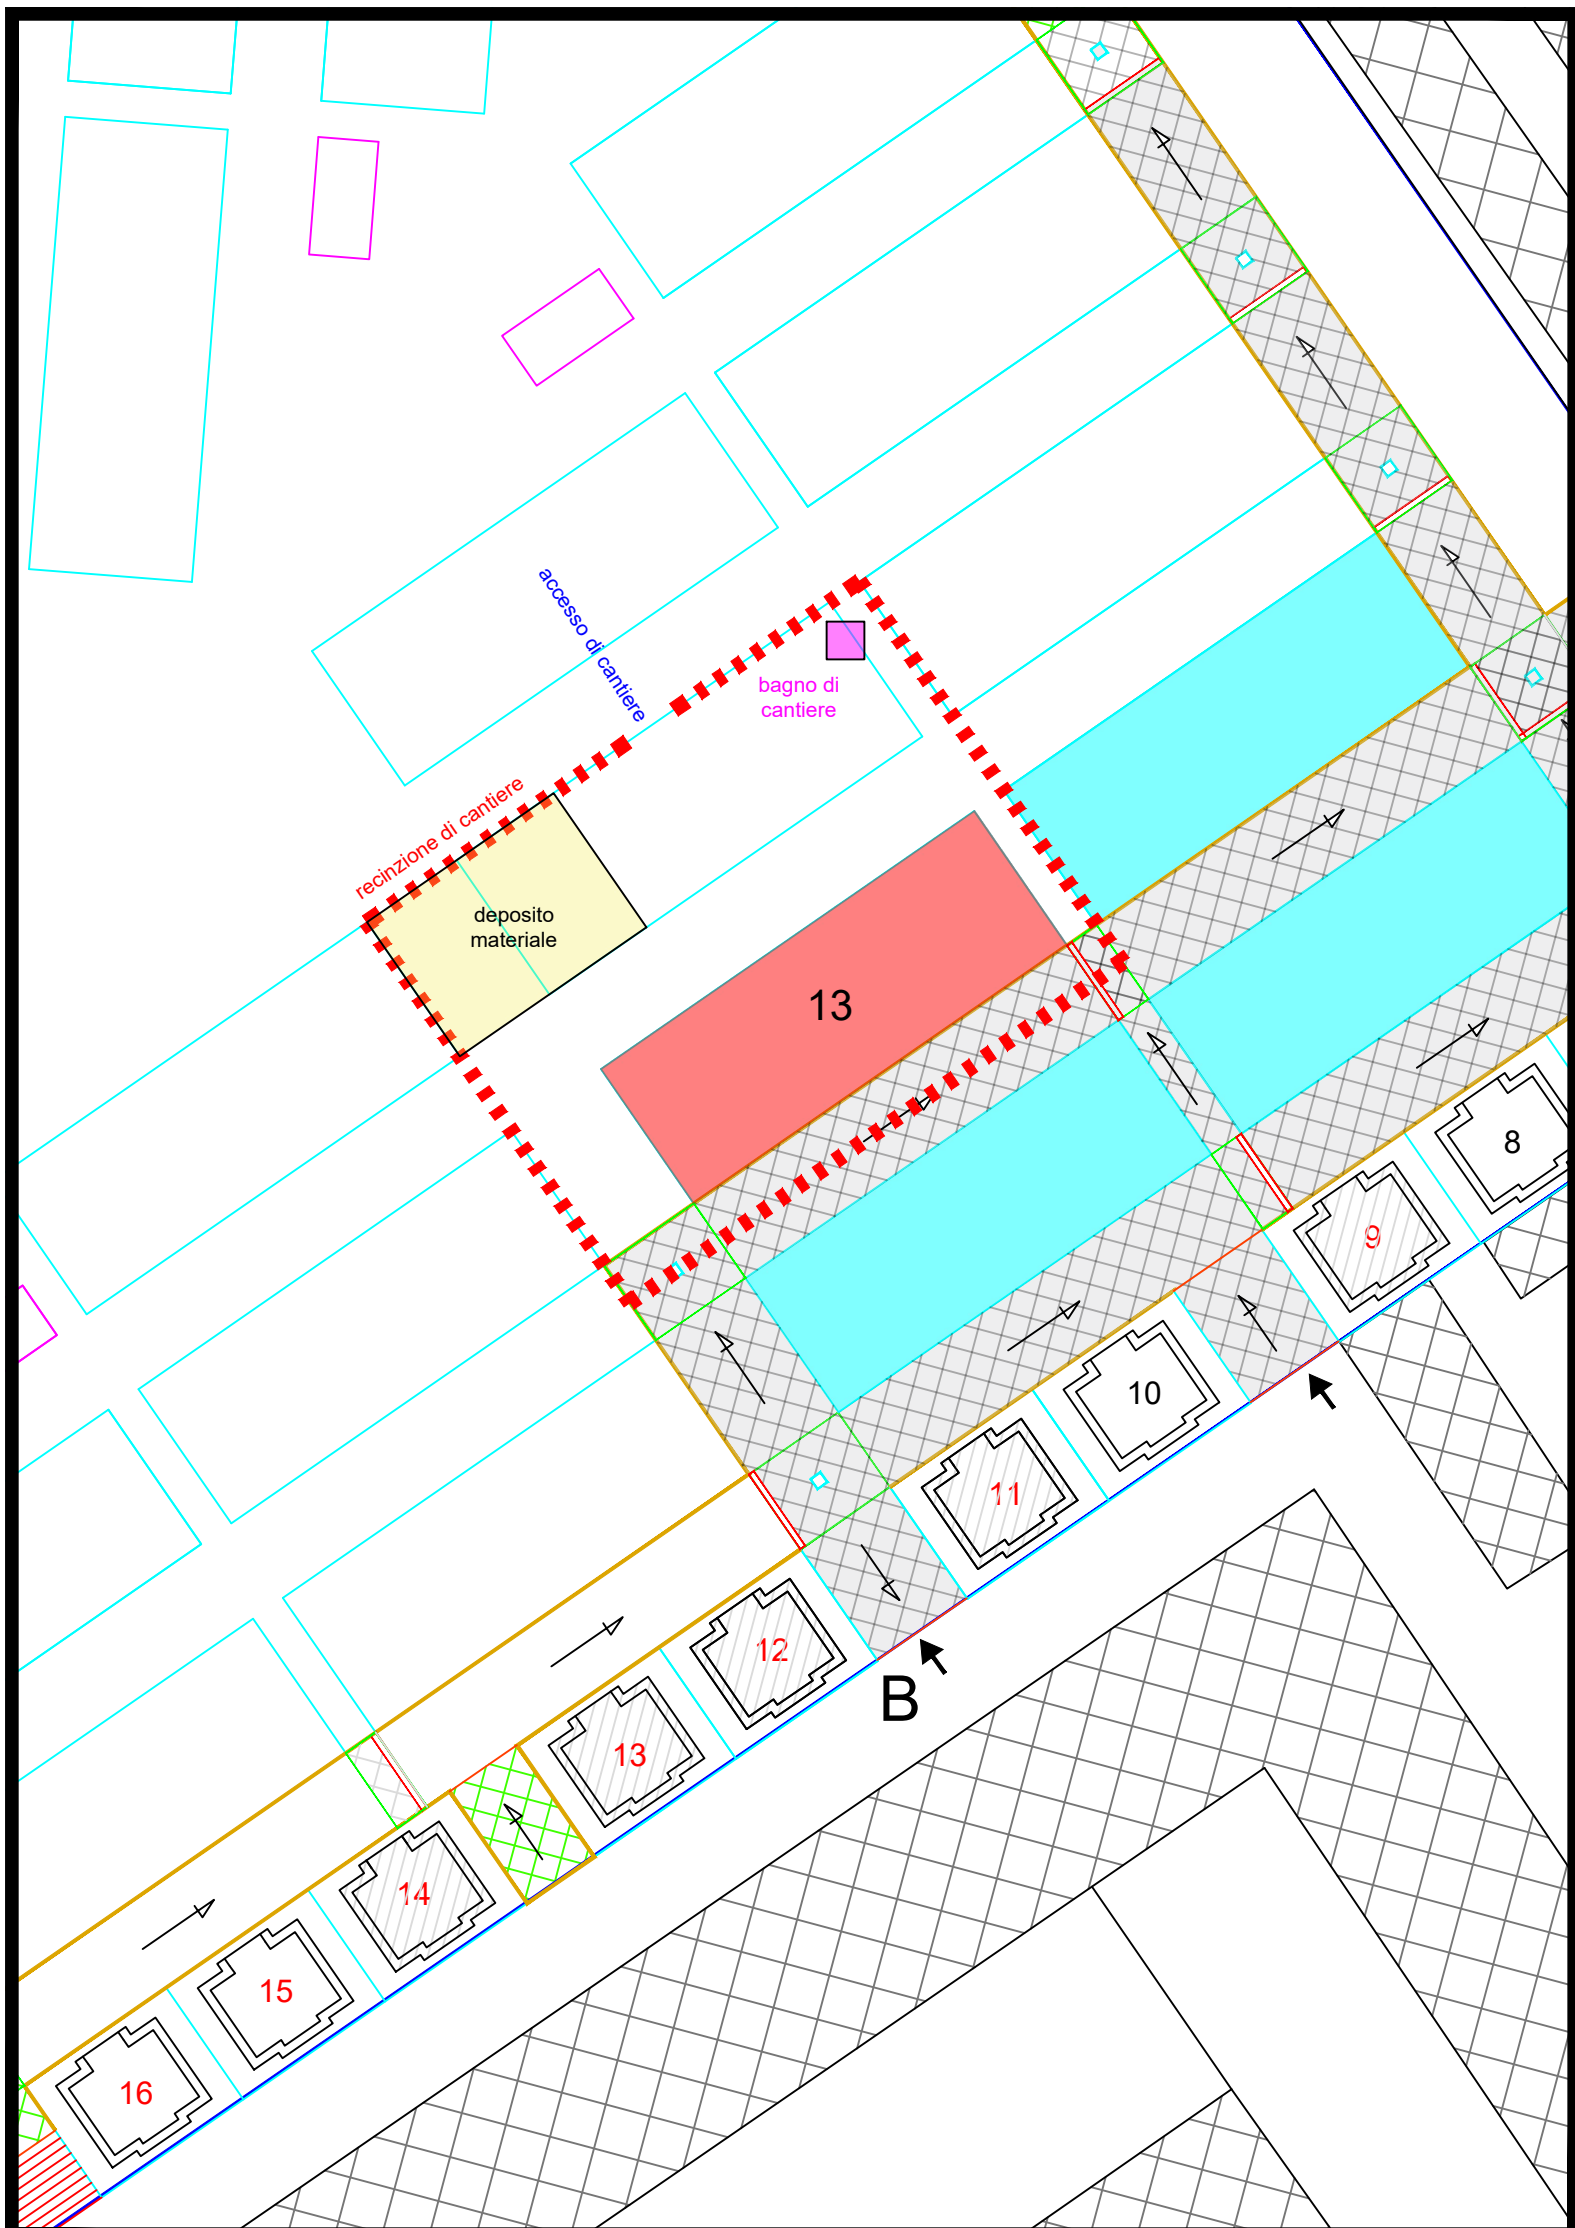 accesso di cantiere
bagno di
cantiere
recinzione di cantiere
deposito
materiale
13
8
9
10
11
12
B
13
14
15
16